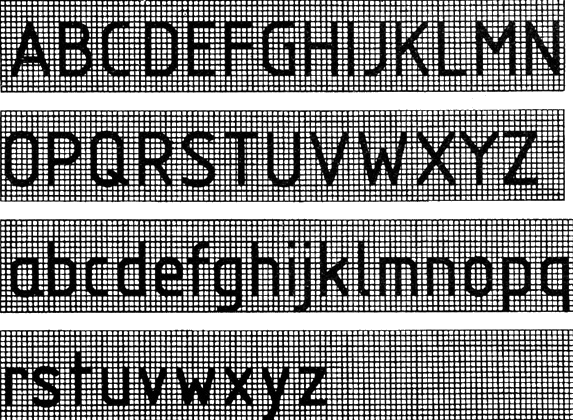 ABCDEFGHIJKLMN
OPQRSTUVWXYZ
abcdefghijklmnopq
rstuvwxyz